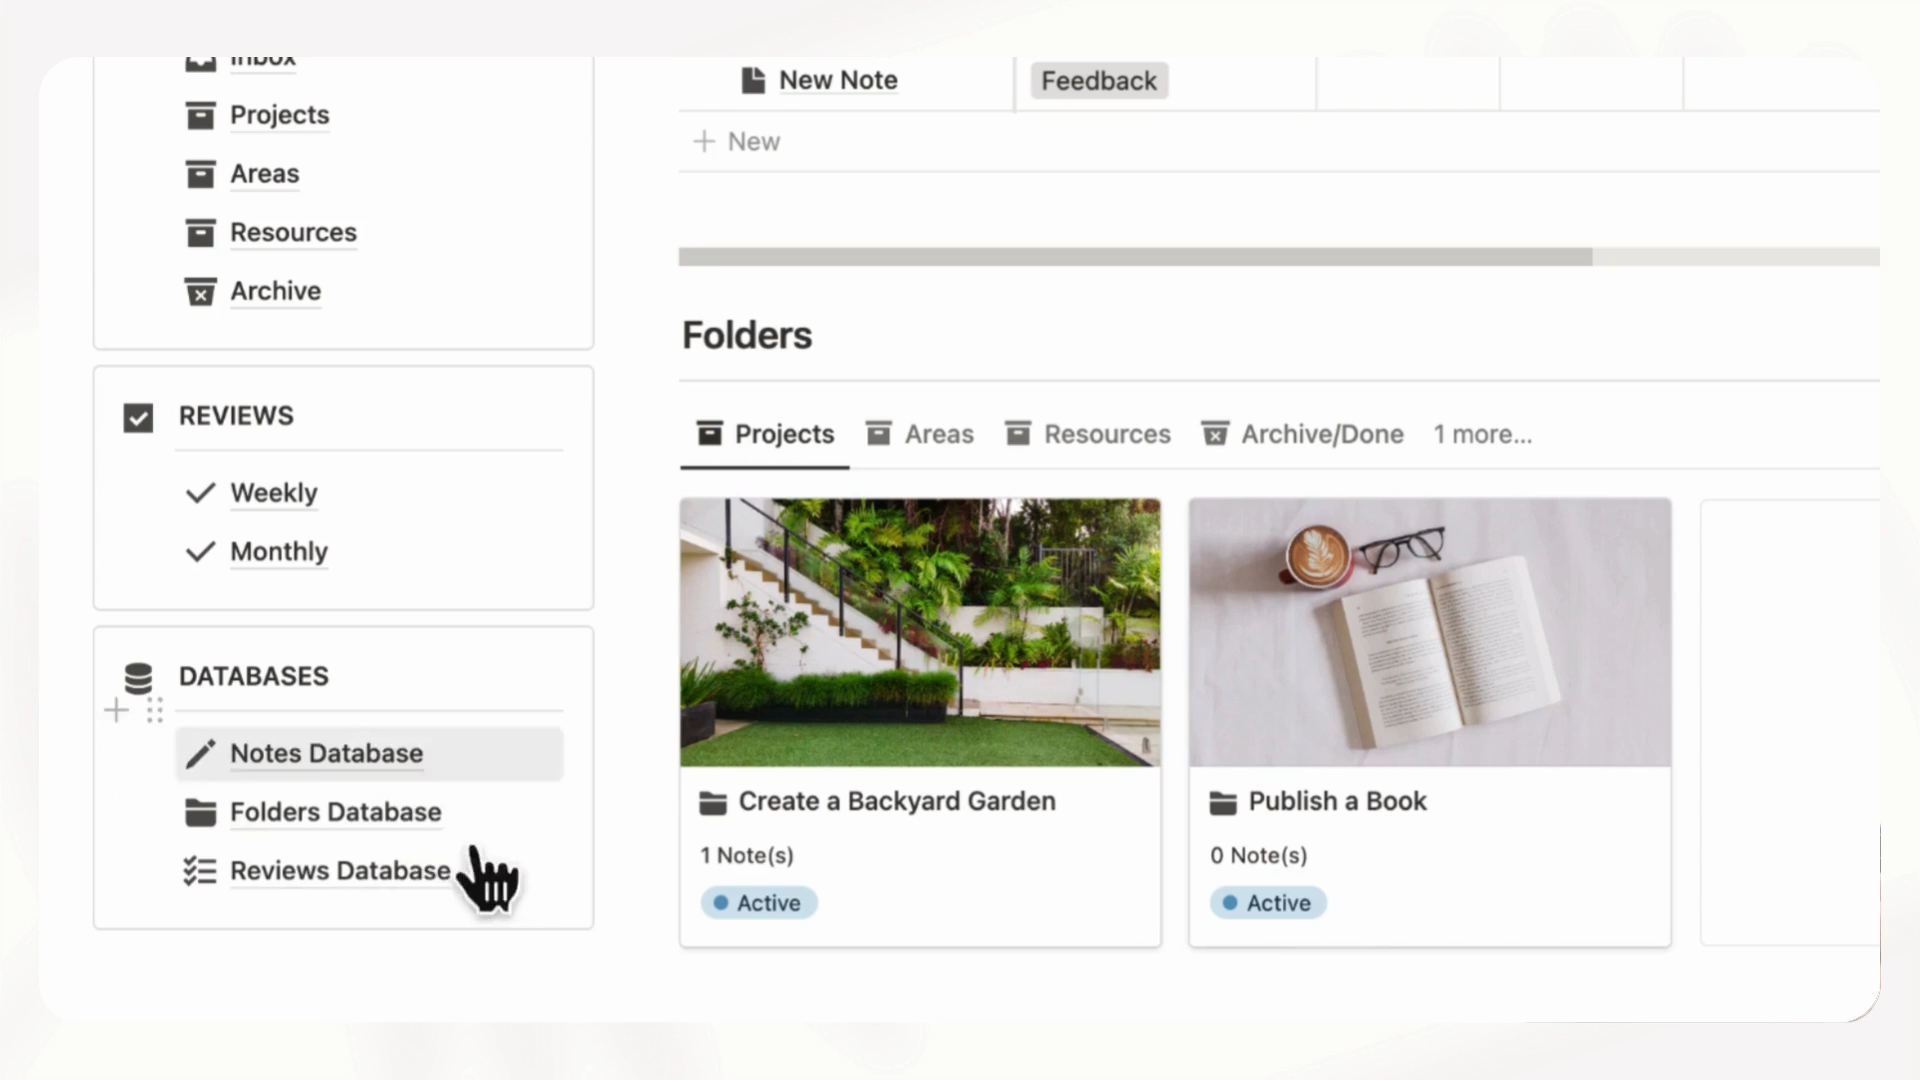 Inbox
Projects
Areas
Resources
Archive
REVIEWS
Weekly
Monthly
DATABASES
Notes Database
Folders Database
Reviews Database
New Note
Feedback
+ New
Folders
Projects
Areas
Resources
Archive/Done
1 more...
Create a Backyard Garden
1 Note(s)
Active
Publish a Book
0 Note(s)
Active